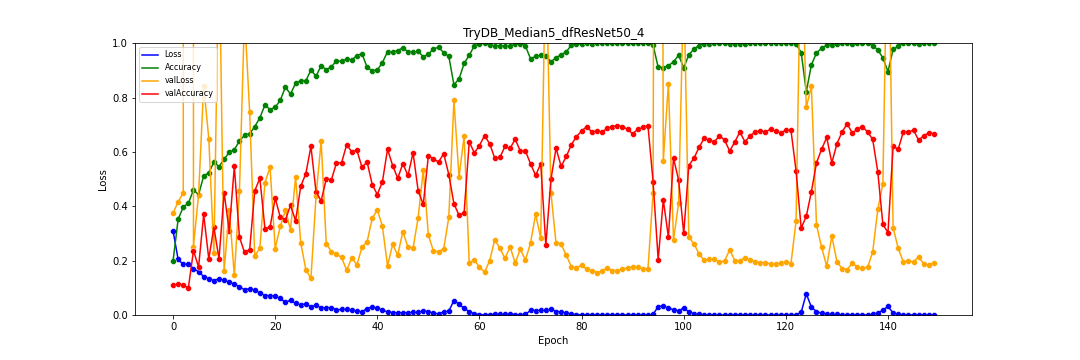 TryDB_Median5_dfResNet50_4
1.0
0.8
0.6
0.4
0.2
0.0
Loss
Loss
Accuracy
valLoss
valAccuracy
0 20 40 60 80 100 120 140
Epoch